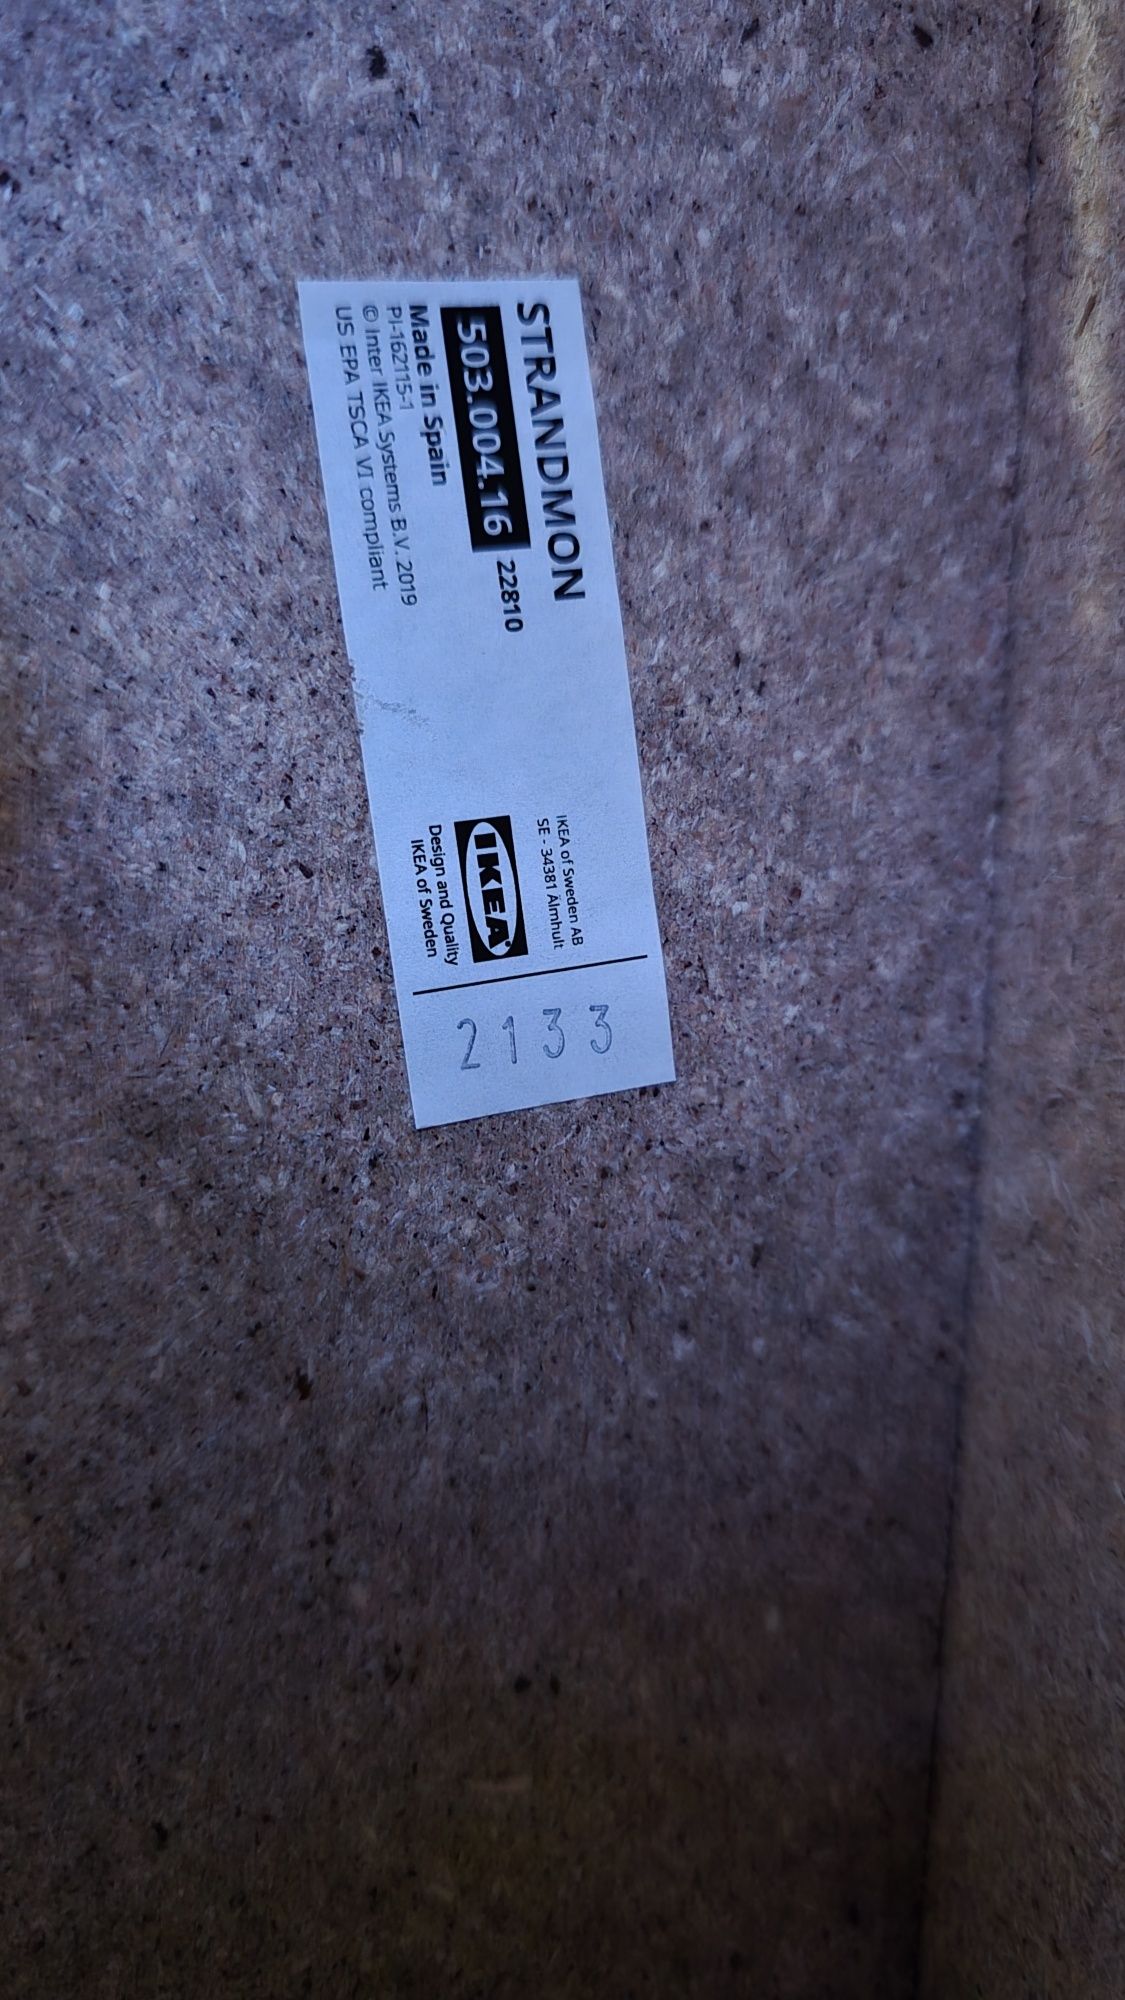 STRANDMON
503.004.16 22810
Made in Spain
PI-162115-1
© Inter IKEA Systems B.V. 2019
US EPA TSCA VI compliant
IKEA of Sweden AB
SE - 34381 Älmhult
IKEA®
Design and Quality
IKEA of Sweden
2133